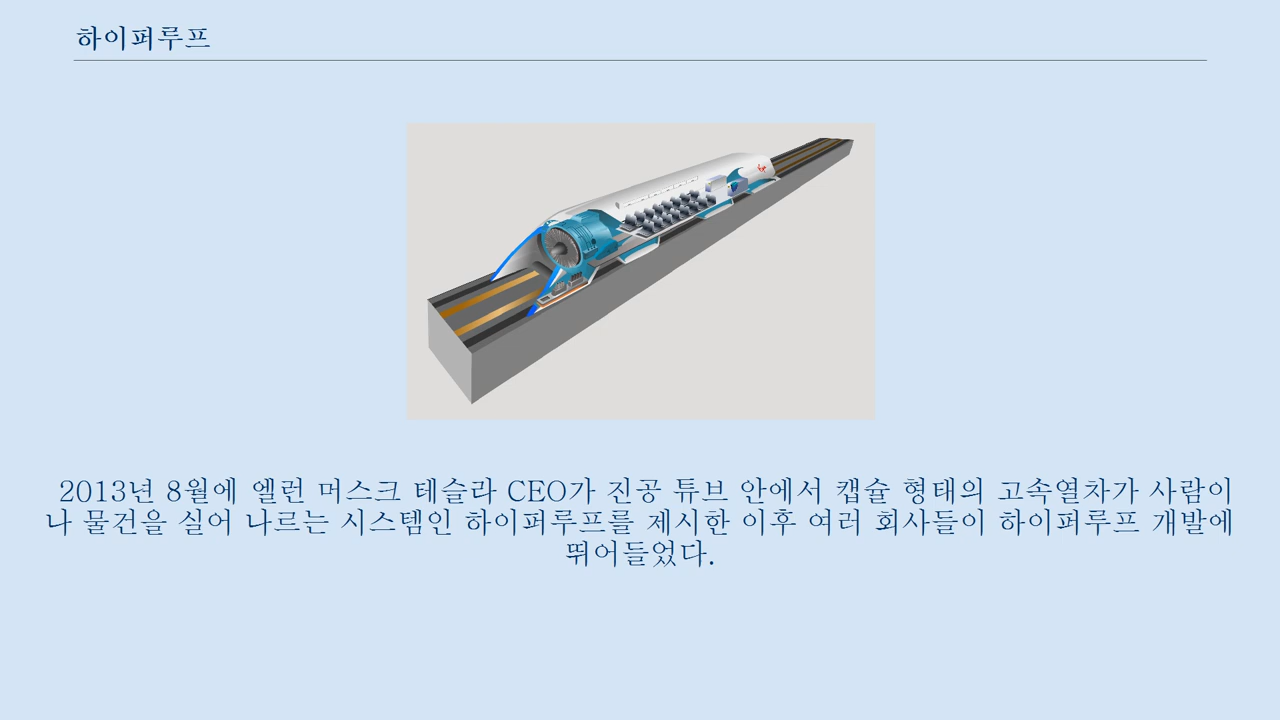 하이퍼루프
2013년 8월에 엘런 머스크 테슬라 CEO가 진공 튜브 안에서 캡슐 형태의 고속열차가 사람이
나 물건을 실어 나르는 시스템인 하이퍼루프를 제시한 이후 여러 회사들이 하이퍼루프 개발에
뛰어들었다.